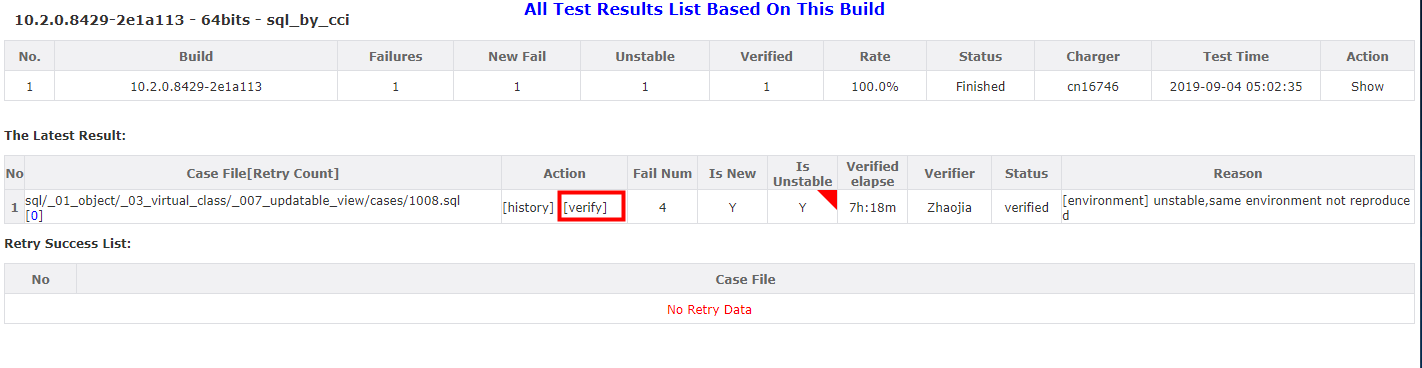 All Test Results List Based On This Build
10.2.0.8429-2e1a113 - 64bits - sql_by_cci
No. Build Failures New Fail Unstable Verified Rate Status Charger Test Time Action
1 10.2.0.8429-2e1a113 1 1 1 1 100.0% Finished cn16746 2019-09-04 05:02:35 Show
The Latest Result:
No Case File[Retry Count] Action Fail Num Is New Is Unstable Verified elapse Verifier Status Reason
1 sql/_01_object/_03_virtual_class/_007_updatable_view/cases/1008.sql [0] [history] [verify] 4 Y Y 7h:18m Zhaojia verified [environment] unstable,same environment not reproduce
d
Retry Success List:
No Case File
No Retry Data